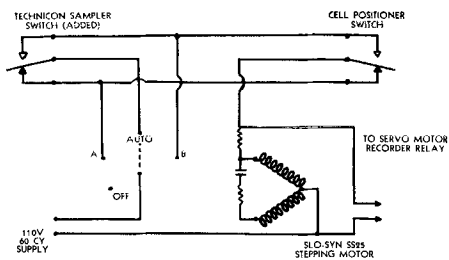 TECHNICON SAMPLER
SWITCH (ADDED)
CELL POSITIONER
SWITCH
A
AUTO
B
OFF
TO SERVO MOTOR
RECORDER RELAY
110V
60 CY
SUPPLY
SLO-SYN SS25
STEPPING MOTOR